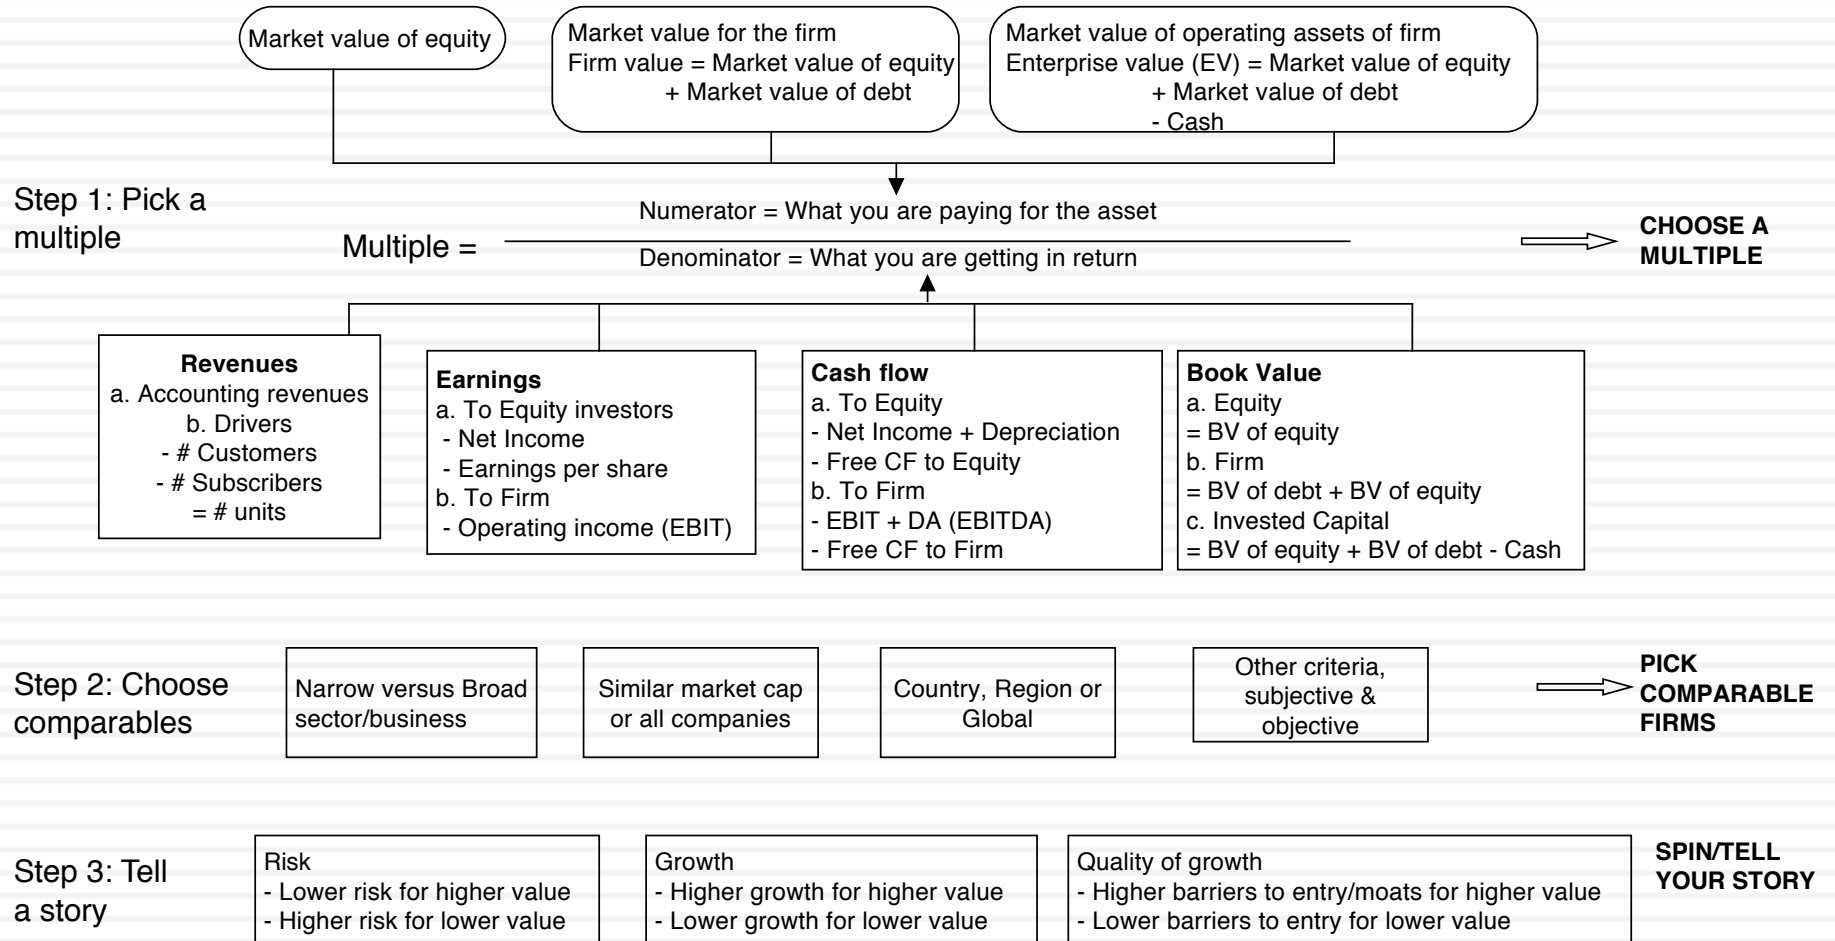 Market value of equity
Market value for the firm
Firm value = Market value of equity
+ Market value of debt
Market value of operating assets of firm
Enterprise value (EV) = Market value of equity
+ Market value of debt
- Cash
Step 1: Pick a
multiple
Multiple =
Numerator = What you are paying for the asset
Denominator = What you are getting in return
CHOOSE A
MULTIPLE
Revenues
a. Accounting revenues
b. Drivers
- # Customers
- # Subscribers
= # units
Earnings
a. To Equity investors
- Net Income
- Earnings per share
b. To Firm
- Operating income (EBIT)
Cash flow
a. To Equity
- Net Income + Depreciation
- Free CF to Equity
b. To Firm
- EBIT + DA (EBITDA)
- Free CF to Firm
Book Value
a. Equity
= BV of equity
b. Firm
= BV of debt + BV of equity
c. Invested Capital
= BV of equity + BV of debt - Cash
Step 2: Choose
comparables
Narrow versus Broad
sector/business
Similar market cap
or all companies
Country, Region or
Global
Other criteria,
subjective &
objective
PICK
COMPARABLE
FIRMS
Step 3: Tell
a story
Risk
- Lower risk for higher value
- Higher risk for lower value
Growth
- Higher growth for higher value
- Lower growth for lower value
Quality of growth
- Higher barriers to entry/moats for higher value
- Lower barriers to entry for lower value
SPIN/TELL
YOUR STORY